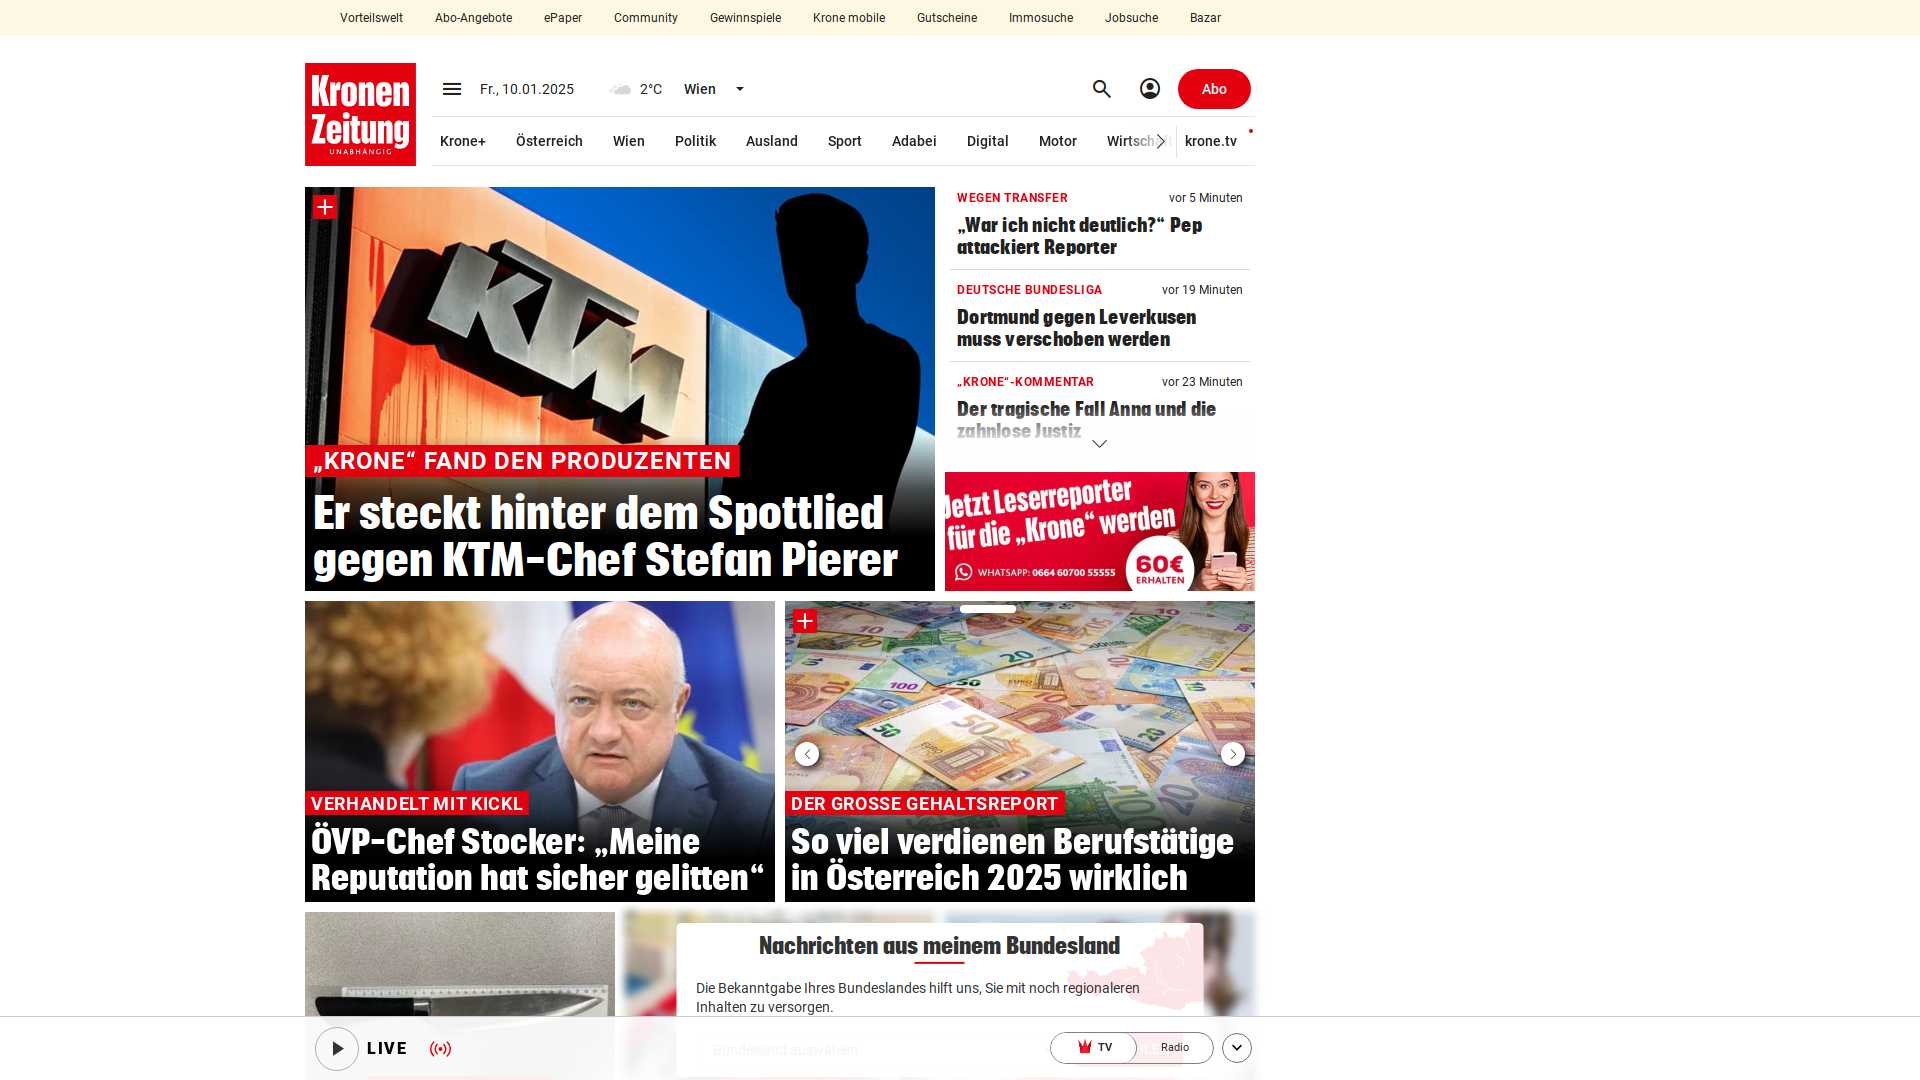 Vorteilswelt Abo-Angebote ePaper Community Gewinnspiele Krone mobile Gutscheine Immosuche Jobsuche Bazar
Kronen
Zeitung
UNABHÄNGIG
Fr., 10.01.2025 2°C Wien
Abo
Krone+ Österreich Wien Politik Ausland Sport Adabei Digital Motor Wirtschaft krone.tv
KTM
„KRONE“ FAND DEN PRODUZENTEN
Er steckt hinter dem Spottlied
gegen KTM-Chef Stefan Pierer
WEGEN TRANSFER vor 5 Minuten
„War ich nicht deutlich?“ Pep
attackiert Reporter
DEUTSCHE BUNDESLIGA vor 19 Minuten
Dortmund gegen Leverkusen
muss verschoben werden
„KRONE“-KOMMENTAR vor 23 Minuten
Der tragische Fall Anna und die
zahnlose Justiz
Jetzt Leserreporter
für die „Krone“ werden
WHATSAPP: 0664 60700 55555
60€
ERHALTEN
VERHANDELT MIT KICKL
ÖVP-Chef Stocker: „Meine
Reputation hat sicher gelitten“
DER GROSSE GEHALTSREPORT
So viel verdienen Berufstätige
in Österreich 2025 wirklich
Nachrichten aus meinem Bundesland
Die Bekanntgabe Ihres Bundeslandes hilft uns, Sie mit noch regionaleren
Inhalten zu versorgen.
Bundesland auswählen
LIVE
TV Radio